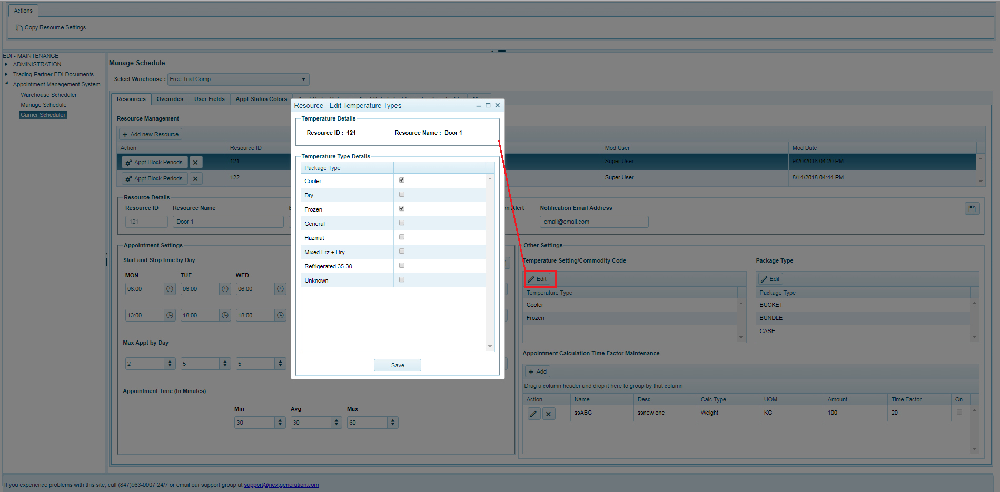 Actions
Copy Resource Settings
EDI - MAINTENANCE
ADMINISTRATION
Trading Partner EDI Documents
Appointment Management System
Warehouse Scheduler
Manage Schedule
Carrier Scheduler
Manage Schedule
Select Warehouse : Free Trial Comp
Resources Overrides User Fields Appt Status Colors Appt Order Colors Appt Details Fields Tracking Fields Misc
Resource Management
Add new Resource
Action Resource ID Mod User Mod Date
Appt Block Periods 121 Super User 9/20/2018 04:20 PM
Appt Block Periods 122 Super User 8/14/2018 04:44 PM
Resource Details
Resource ID Resource Name Alert Notification Email Address
121 Door 1 email@email.com
Appointment Settings
Start and Stop time by Day
MON TUE WED
06:00 06:00 06:00
13:00 18:00 18:00
Max Appt by Day
2 5 5
Appointment Time (In Minutes)
Min Avg Max
30 30 60
Resource - Edit Temperature Types
Temperature Details
Resource ID : 121 Resource Name : Door 1
Temperature Type Details
Package Type
Cooler
Dry
Frozen
General
Hazmat
Mixed Frz + Dry
Refrigerated 35-38
Unknown
Save
Other Settings
Temperature Setting/Commodity Code
Edit
Temperature Type
Cooler
Frozen
Package Type
Edit
Package Type
BUCKET
BUNDLE
CASE
Appointment Calculation Time Factor Maintenance
Add
Drag a column header and drop it here to group by that column
Action Name Desc Calc Type UOM Amount Time Factor On
ssABC ssnew one Weight KG 100 20
If you experience problems with this site, call (847)963-0007 24/7 or email our support group at support@nextgeneration.com